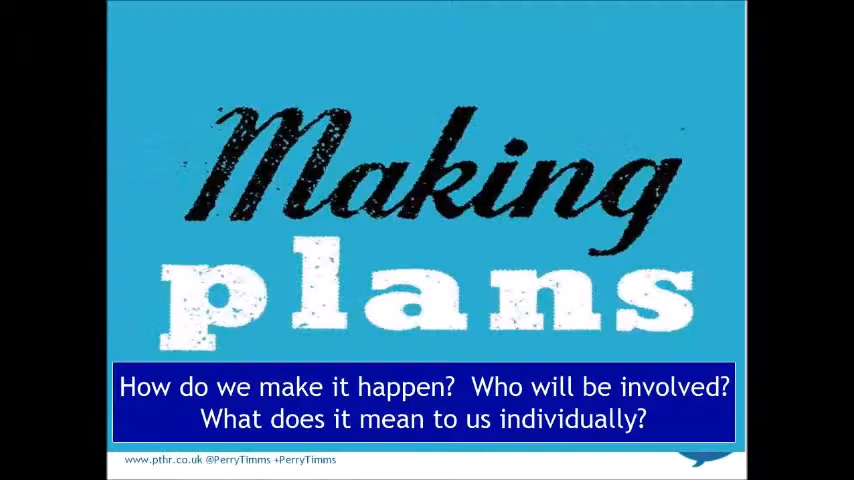 Making
plans
How do we make it happen?  Who will be involved?
What does it mean to us individually?
www.pthr.co.uk @PerryTimms +PerryTimms